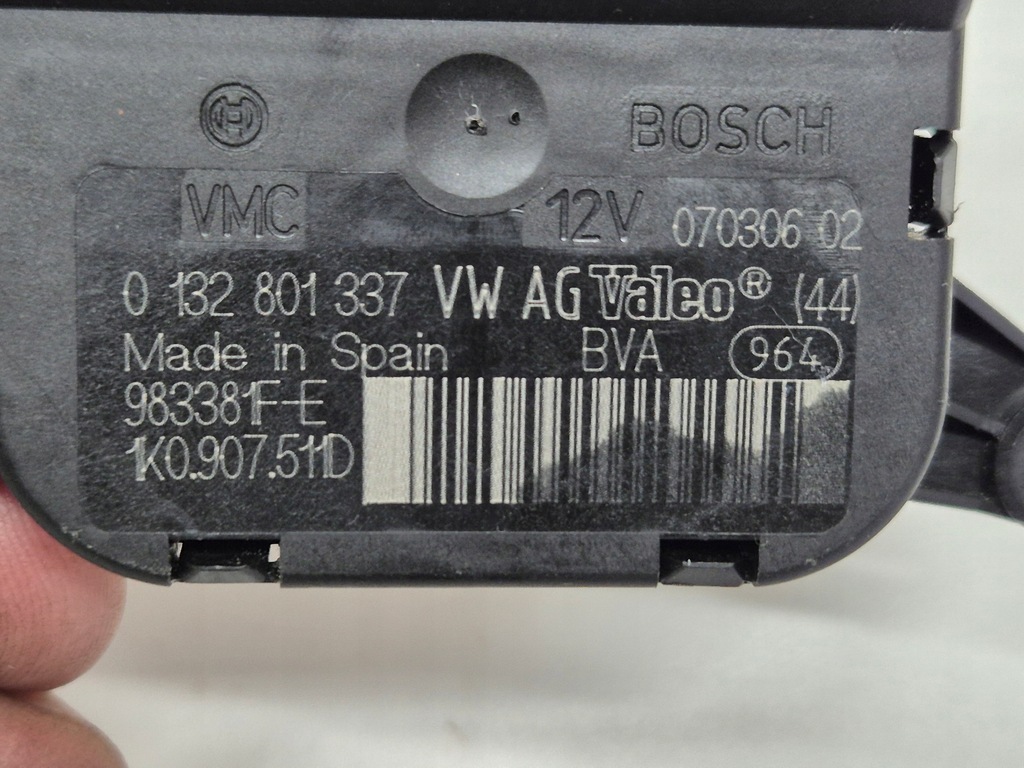 BOSCH
VMC 12V 070306 02
0 132 801 337 VW AG Valeo® (44)
Made in Spain BVA 964
983381F-E
1K0.907.511D